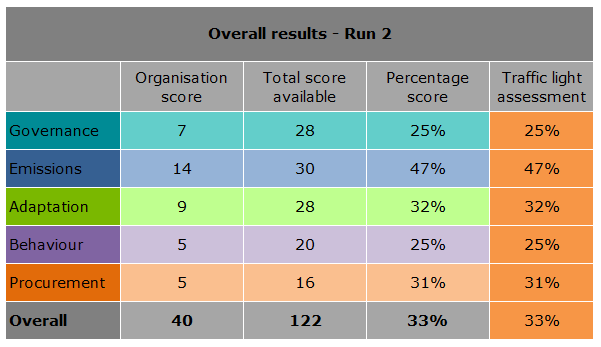 Overall results - Run 2
Organisation score Total score available Percentage score Traffic light assessment
Governance 7 28 25% 25%
Emissions 14 30 47% 47%
Adaptation 9 28 32% 32%
Behaviour 5 20 25% 25%
Procurement 5 16 31% 31%
Overall 40 122 33% 33%